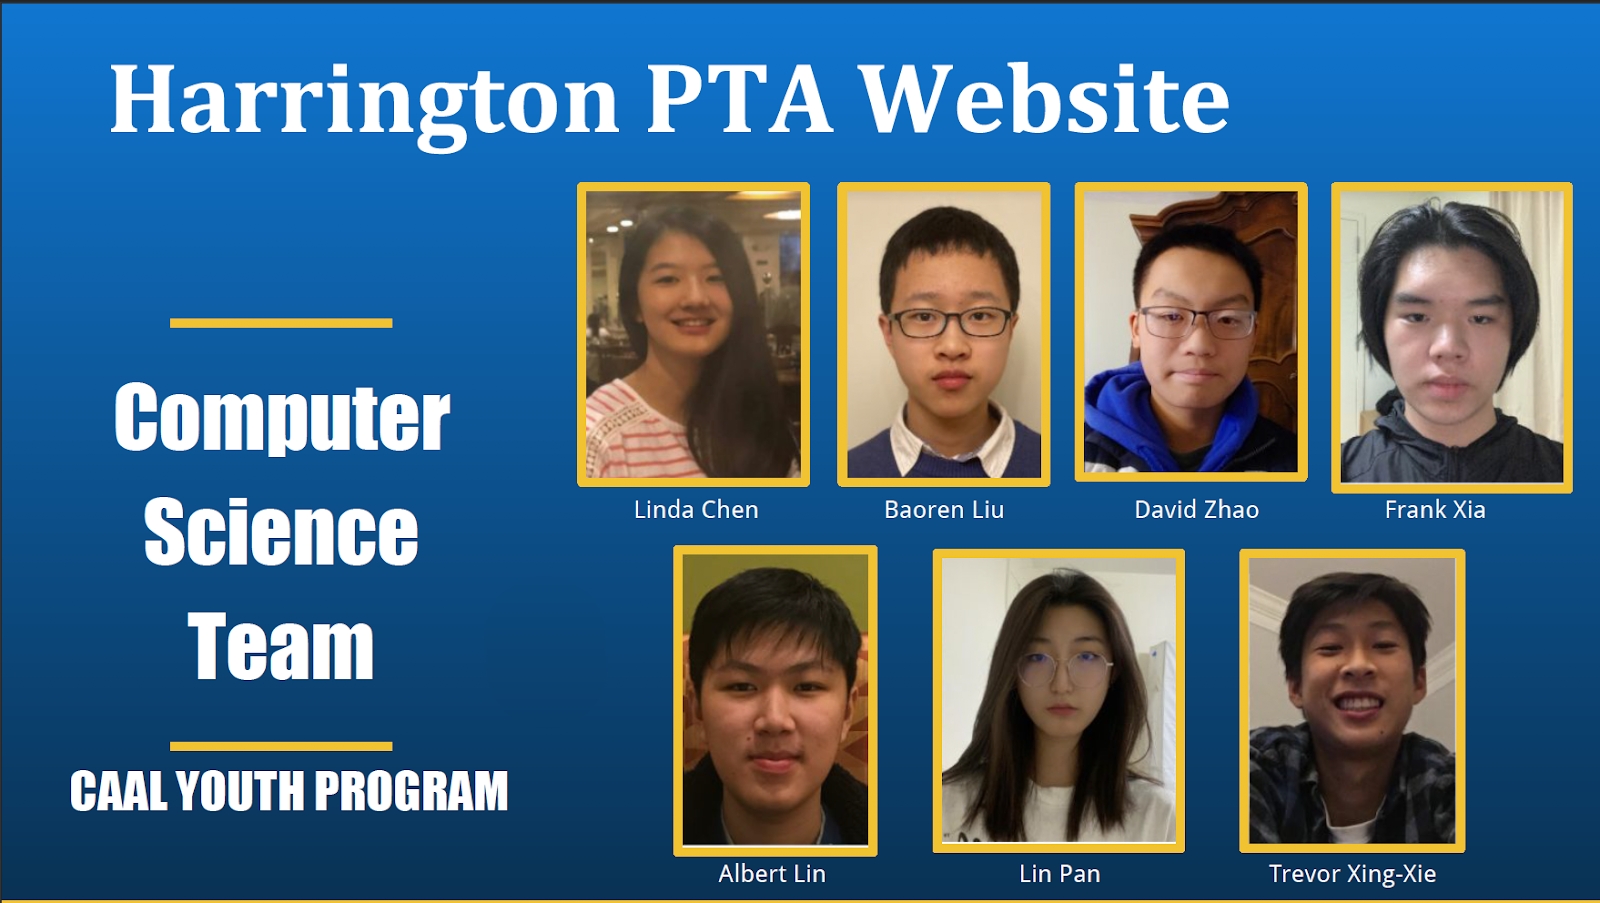 Harrington PTA Website
Computer
Science
Team
CAAL YOUTH PROGRAM
Linda Chen
Baoren Liu
David Zhao
Frank Xia
Albert Lin
Lin Pan
Trevor Xing-Xie